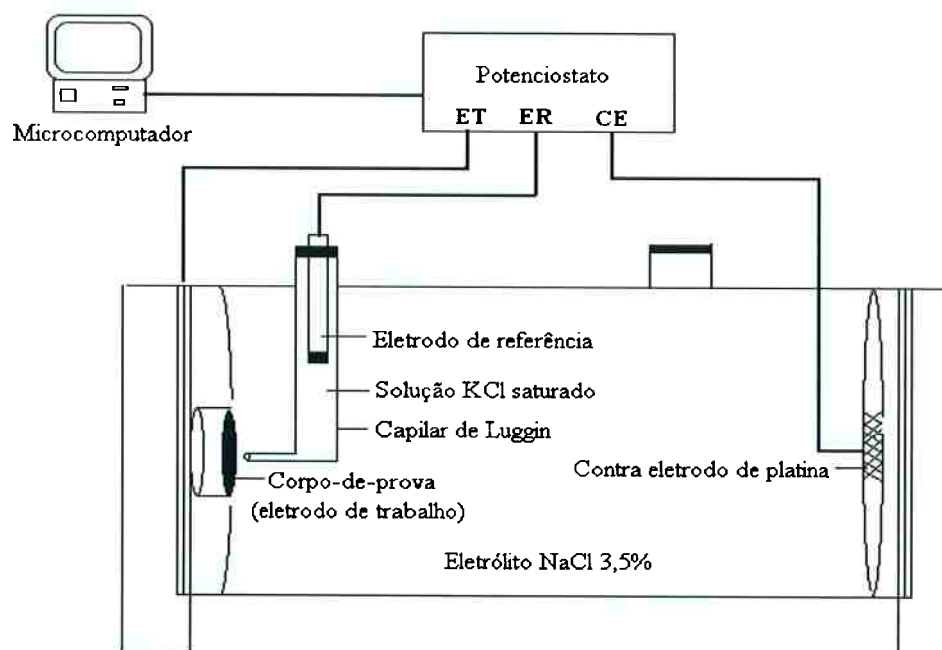 Potenciostato
ET ER CE
Microcomputador
Eletrodo de referência
Solução KCl saturado
Capilar de Luggin
Corpo-de-prova
(eletrodo de trabalho)
Contra eletrodo de platina
Eletrólito NaCl 3,5%